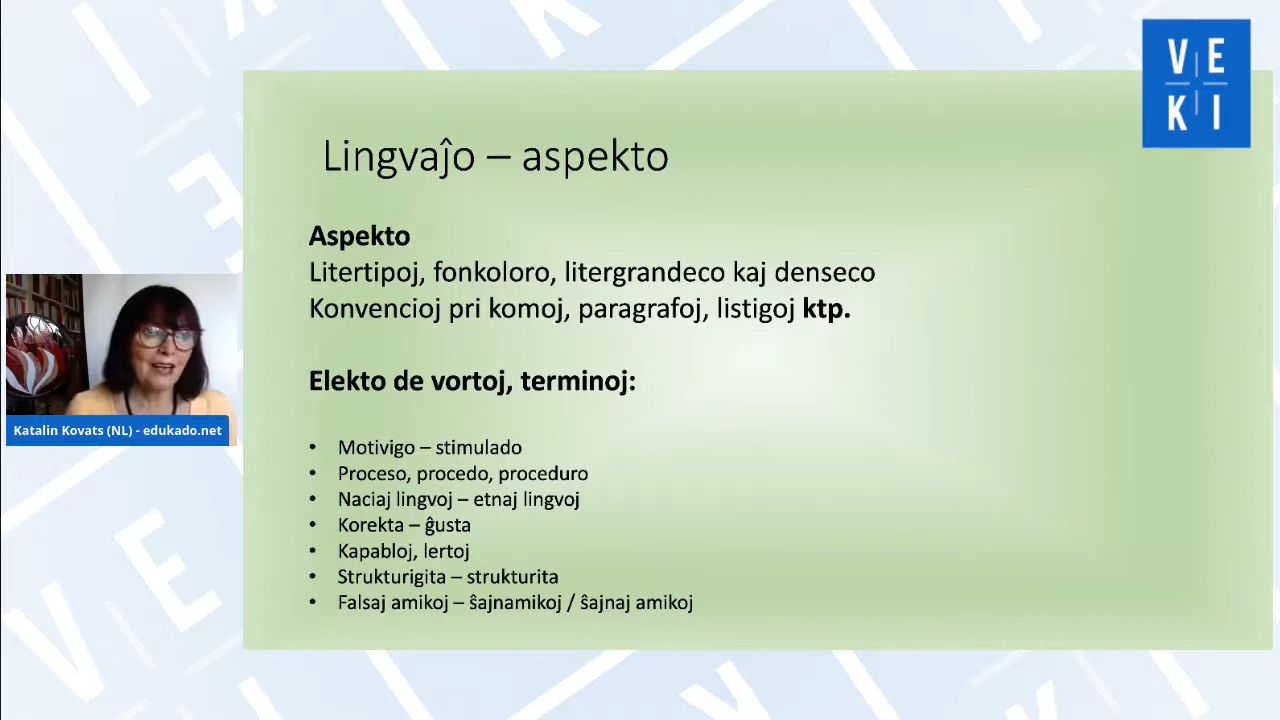 VE
KI
Lingvaĵo – aspekto
Aspekto
Litertipoj, fonkoloro, litergrandeco kaj denseco
Konvencioj pri komoj, paragrafoj, listigoj ktp.
Elekto de vortoj, terminoj:
• Motivigo – stimulado
• Proceso, procedo, proceduro
• Naciaj lingvoj – etnaj lingvoj
• Korekta – ĝusta
• Kapabloj, lertoj
• Strukturigita – strukturita
• Falsaj amikoj – ŝajnamikoj / ŝajnaj amikoj
Katalin Kovats (NL) - edukado.net